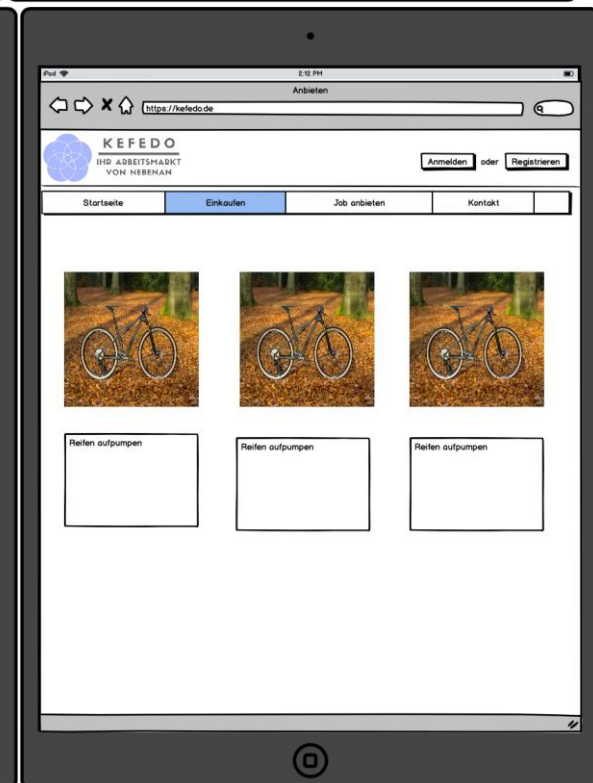 iPod
2:12 PM
Anbieten
https://kefedo.de
KEFEDO
IHR ARBEITSMARKT
VON NEBENAN
Anmelden oder Registrieren
Startseite Einkaufen Job anbieten Kontakt
Reifen aufpumpen
Reifen aufpumpen
Reifen aufpumpen